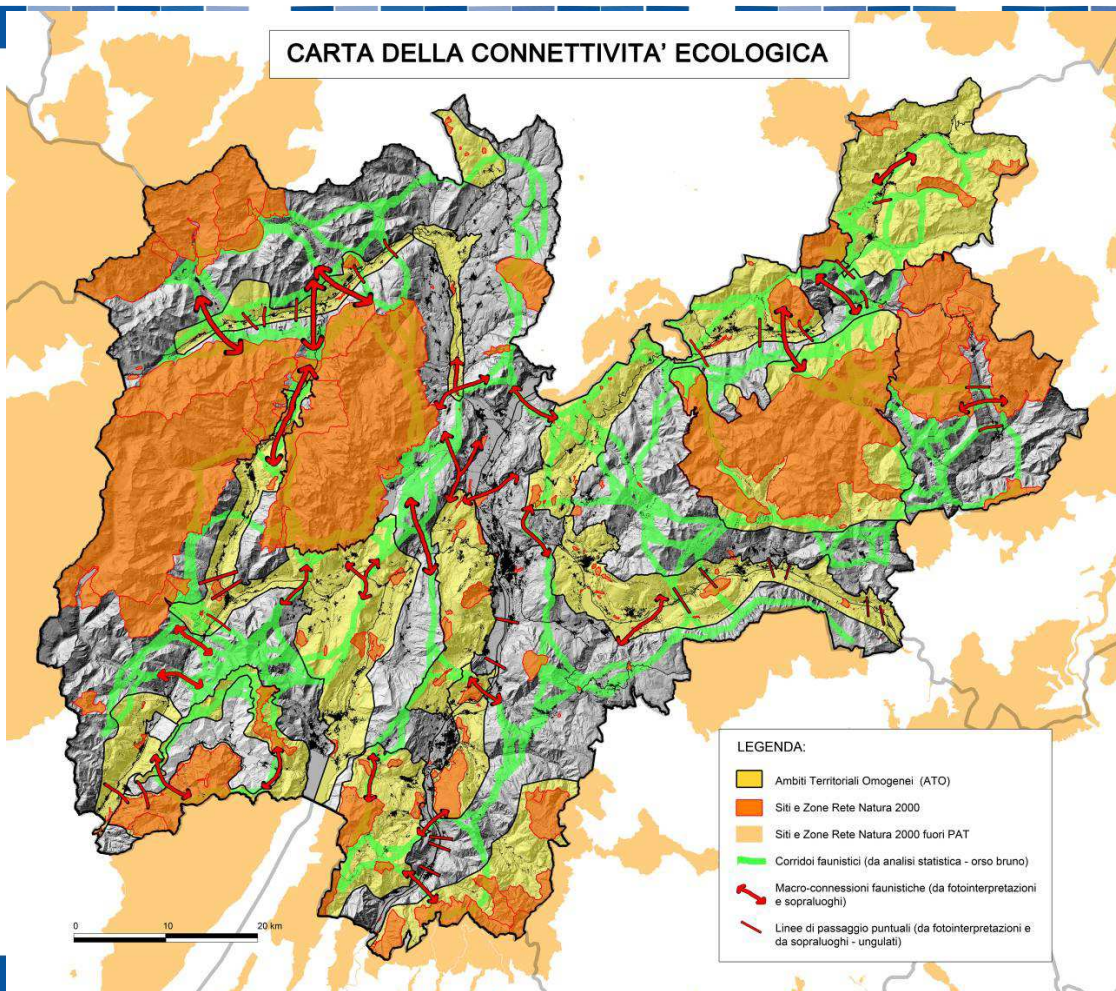 CARTA DELLA CONNETTIVITA' ECOLOGICA
LEGENDA:
Ambiti Territoriali Omogenei (ATO)
Siti e Zone Rete Natura 2000
Siti e Zone Rete Natura 2000 fuori PAT
Corridoi faunistici (da analisi statistica - orso bruno)
Macro-connessioni faunistiche (da fotointerpretazioni
e sopraluoghi)
Linee di passaggio puntuali (da fotointerpretazioni e
da sopraluoghi - ungulati)
0 10 20 km